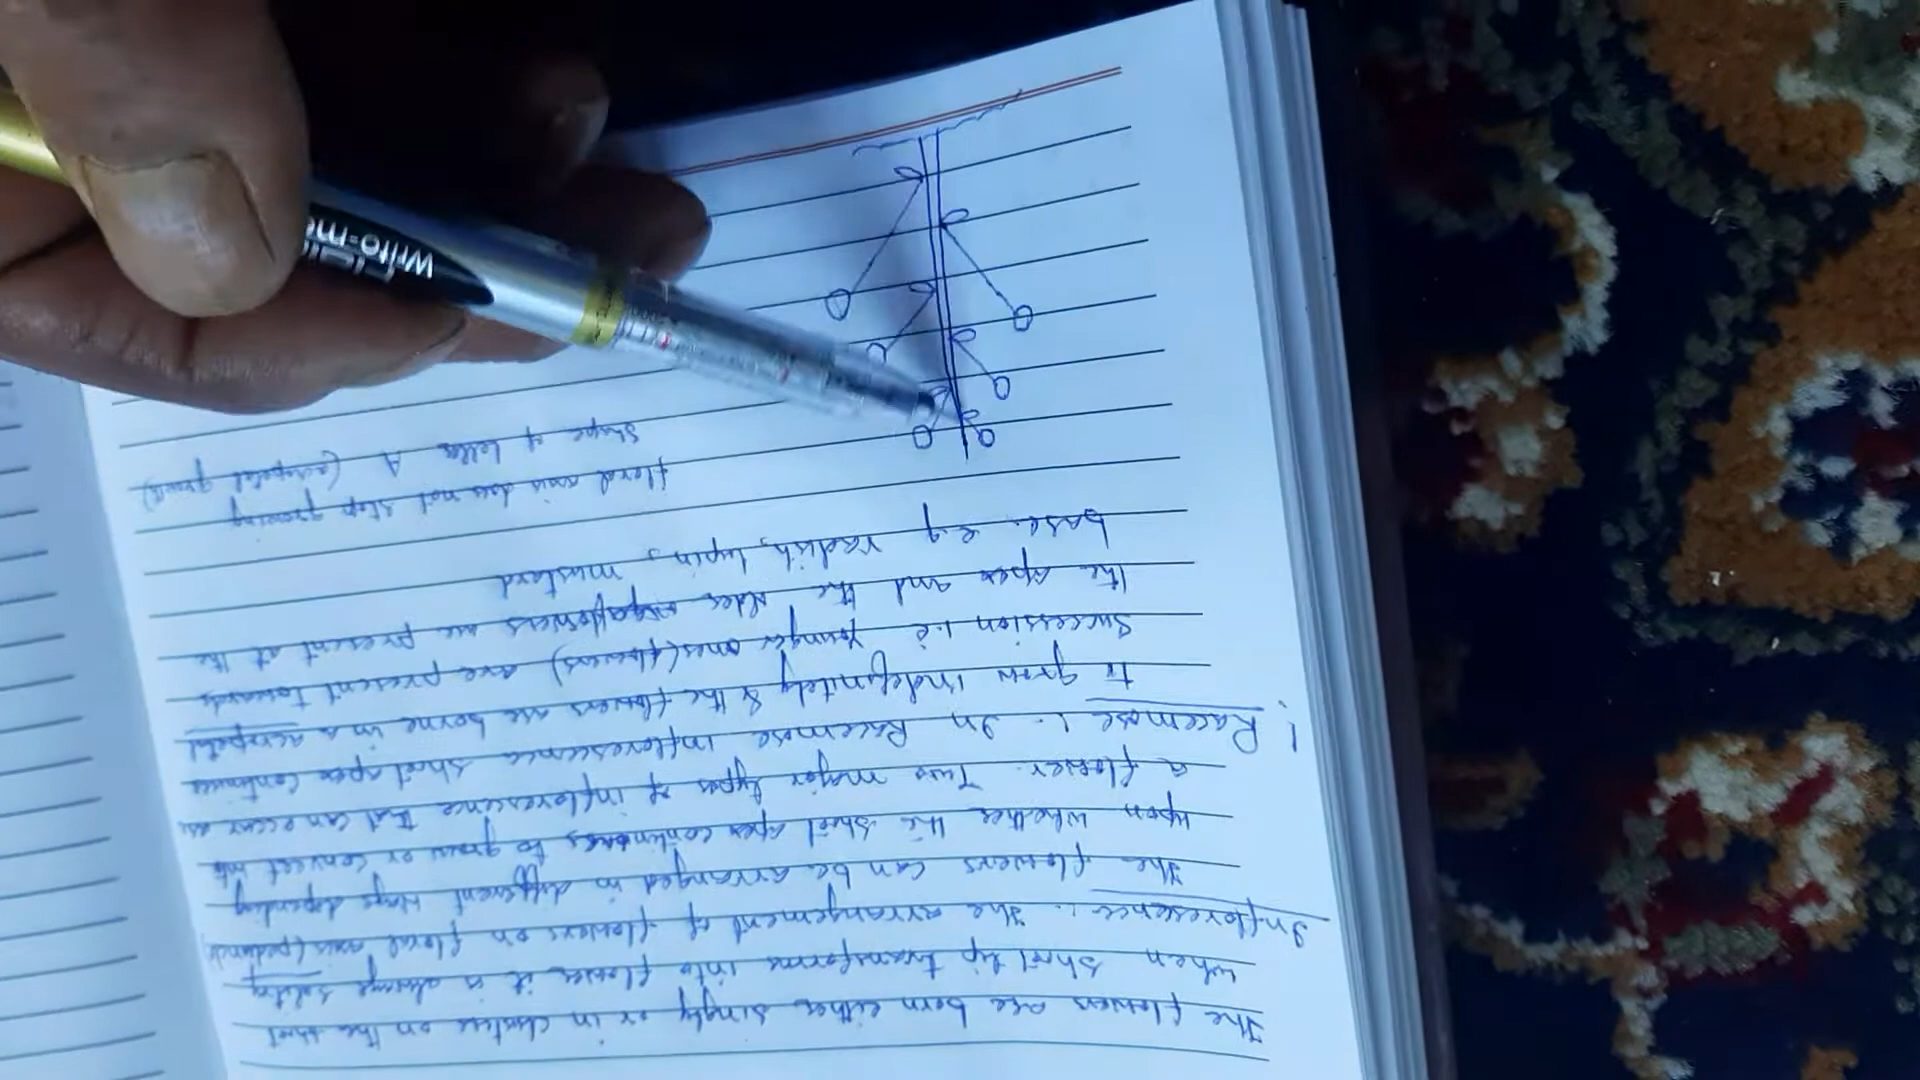 The flowers are born either singly or in clusters on the shoot
when shoot tip transforms into flower it is always solitary
Inflorescence :- The arrangement of flowers on floral axis (peduncle)
The flowers can be arranged in different ways depending
upon whether the shoot apex continues to grow or convert into
a flower. Two major types of inflorescence that can occur are
1 Racemose :- In Racemose inflorescence shoot apex continues
to grow indefinitely & the flowers are borne in a acropetal
succession i.e younger ones (flowers) are present towards
the apex and the older flowers are present at the
base. e.g radish, lupin, mustard
floral axis does not stop growing
shape of letter A (acropetal growth)
write-me